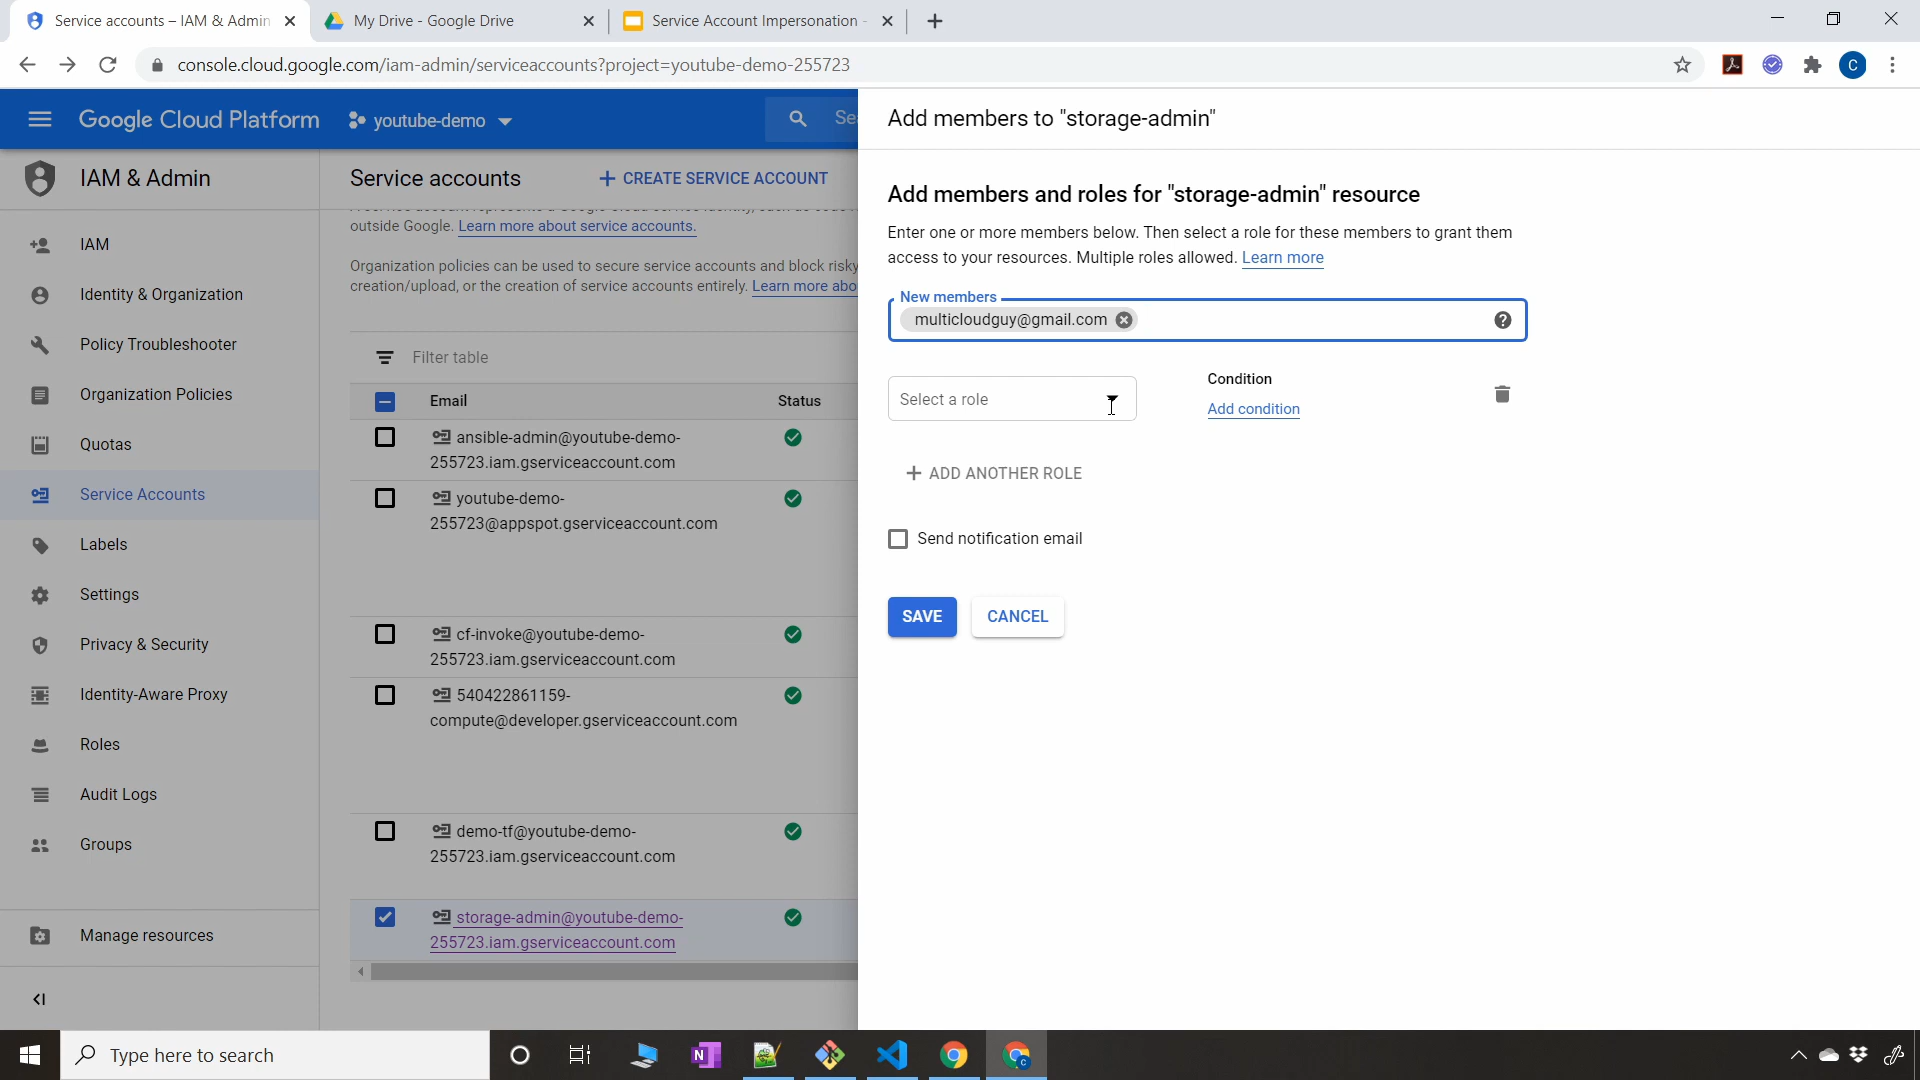 Service accounts – IAM & Admin
My Drive - Google Drive
Service Account Impersonation -
console.cloud.google.com/iam-admin/serviceaccounts?project=youtube-demo-255723
C
Google Cloud Platform
youtube-demo
Sea
IAM & Admin
IAM
Identity & Organization
Policy Troubleshooter
Organization Policies
Quotas
Service Accounts
Labels
Settings
Privacy & Security
Identity-Aware Proxy
Roles
Audit Logs
Groups
Manage resources
Service accounts
CREATE SERVICE ACCOUNT
outside Google. Learn more about service accounts.
Organization policies can be used to secure service accounts and block risky
creation/upload, or the creation of service accounts entirely. Learn more abo
Filter table
Email Status
ansible-admin@youtube-demo-
255723.iam.gserviceaccount.com
youtube-demo-
255723@appspot.gserviceaccount.com
cf-invoke@youtube-demo-
255723.iam.gserviceaccount.com
540422861159-
compute@developer.gserviceaccount.com
demo-tf@youtube-demo-
255723.iam.gserviceaccount.com
storage-admin@youtube-demo-
255723.iam.gserviceaccount.com
Add members to "storage-admin"
Add members and roles for "storage-admin" resource
Enter one or more members below. Then select a role for these members to grant them
access to your resources. Multiple roles allowed. Learn more
New members
multicloudguy@gmail.com
Select a role
Condition
Add condition
ADD ANOTHER ROLE
Send notification email
SAVE CANCEL
Type here to search